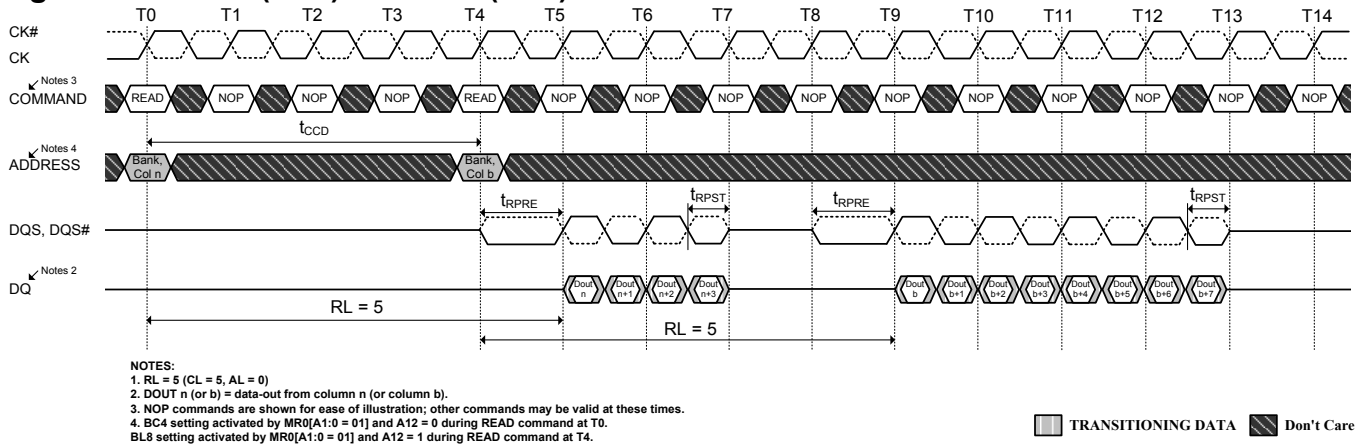 T0 T1 T2 T3 T4 T5 T6 T7 T8 T9 T10 T11 T12 T13 T14
CK#
CK
Notes 3
COMMAND READ NOP NOP NOP READ NOP NOP NOP NOP NOP NOP NOP NOP NOP NOP
tCCD
Notes 4
ADDRESS Bank, Col n Bank, Col b
tRPRE tRPST tRPRE tRPST
DQS, DQS#
Notes 2
DQ Dout n Dout n+1 Dout n+2 Dout n+3 Dout b Dout b+1 Dout b+2 Dout b+3 Dout b+4 Dout b+5 Dout b+6 Dout b+7
RL = 5
RL = 5
NOTES:
1. RL = 5 (CL = 5, AL = 0)
2. DOUT n (or b) = data-out from column n (or column b).
3. NOP commands are shown for ease of illustration; other commands may be valid at these times.
4. BC4 setting activated by MR0[A1:0 = 01] and A12 = 0 during READ command at T0.
BL8 setting activated by MR0[A1:0 = 01] and A12 = 1 during READ command at T4.
TRANSITIONING DATA Don't Care